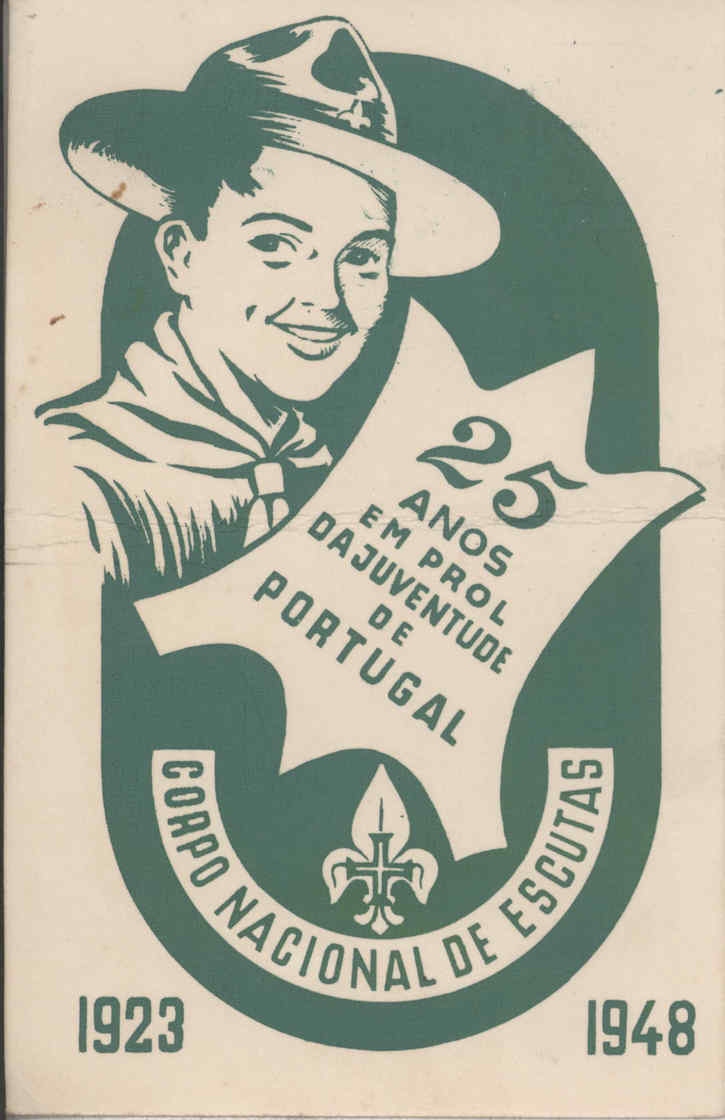 25
ANOS
EM PROL
DA JUVENTUDE
DE
PORTUGAL
CORPO NACIONAL DE ESCUTAS
1923
1948